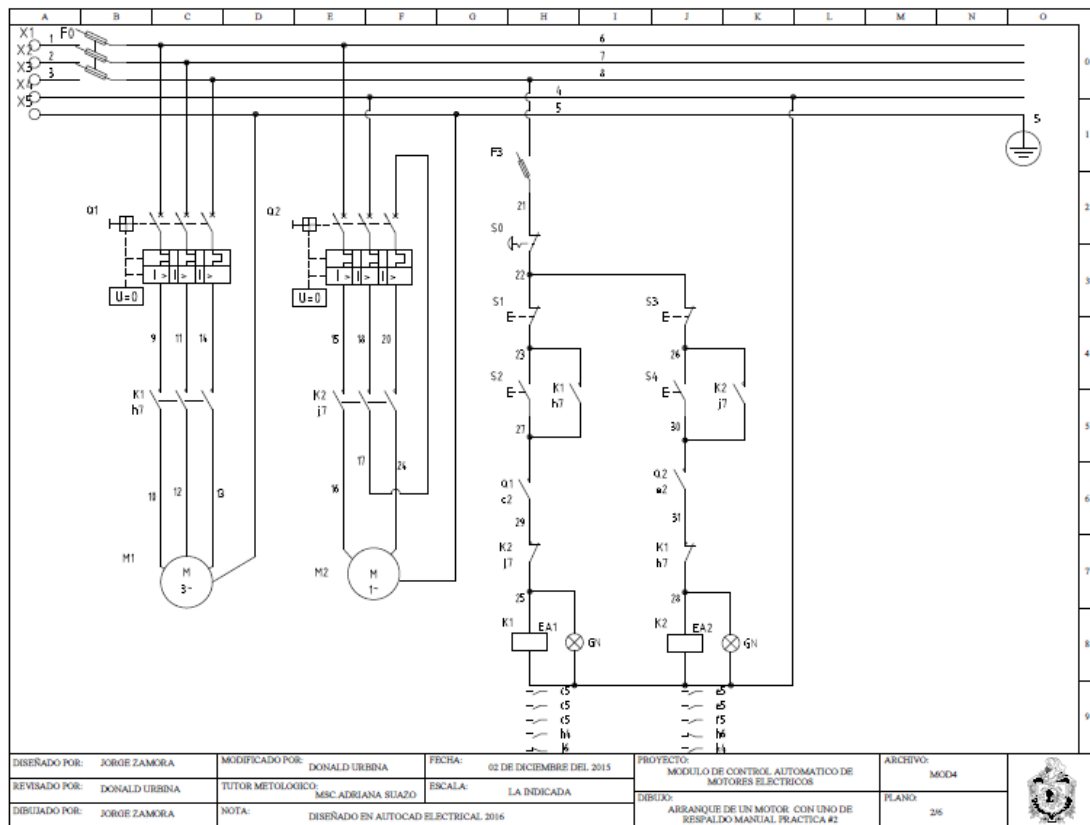 A B C D E F G H I J K L M N O
X1 1 F0 6
X2 2 7
X3 3 8
X4 4
X5 5
5
0
1
2
3
4
5
6
7
8
9
F3
21
Q1 Q2 S0
22
I > I > I > I > I > I >
U=0 U=0
S1 S3
E E
9 11 14 15 18 20
23 26
S2 K1 h7 S4 K2 j7
E E
K1 h7 K2 j7
27 30
17 24
10 12 13 16
Q1 c2 Q2 e2
29 31
K2 j7 K1 h7
M1 M 3~ M2 M 1~
25 28
K1 EA1 GN K2 EA2 GN
c5 e5
c5 e5
c5 f5
h4 h6
j6 k4
DISEÑADO POR: JORGE ZAMORA
MODIFICADO POR: DONALD URBINA
FECHA: 02 DE DICIEMBRE DEL 2015
PROYECTO: MODULO DE CONTROL AUTOMATICO DE
MOTORES ELECTRICOS
ARCHIVO: MOD4
REVISADO POR: DONALD URBINA
TUTOR METOLOGICO: MSC.ADRIANA SUAZO
ESCALA: LA INDICADA
DIBUJADO POR: JORGE ZAMORA
NOTA: DISEÑADO EN AUTOCAD ELECTRICAL 2016
DIBUJO: ARRANQUE DE UN MOTOR CON UNO DE
RESPALDO MANUAL PRACTICA #2
PLANO: 2/6